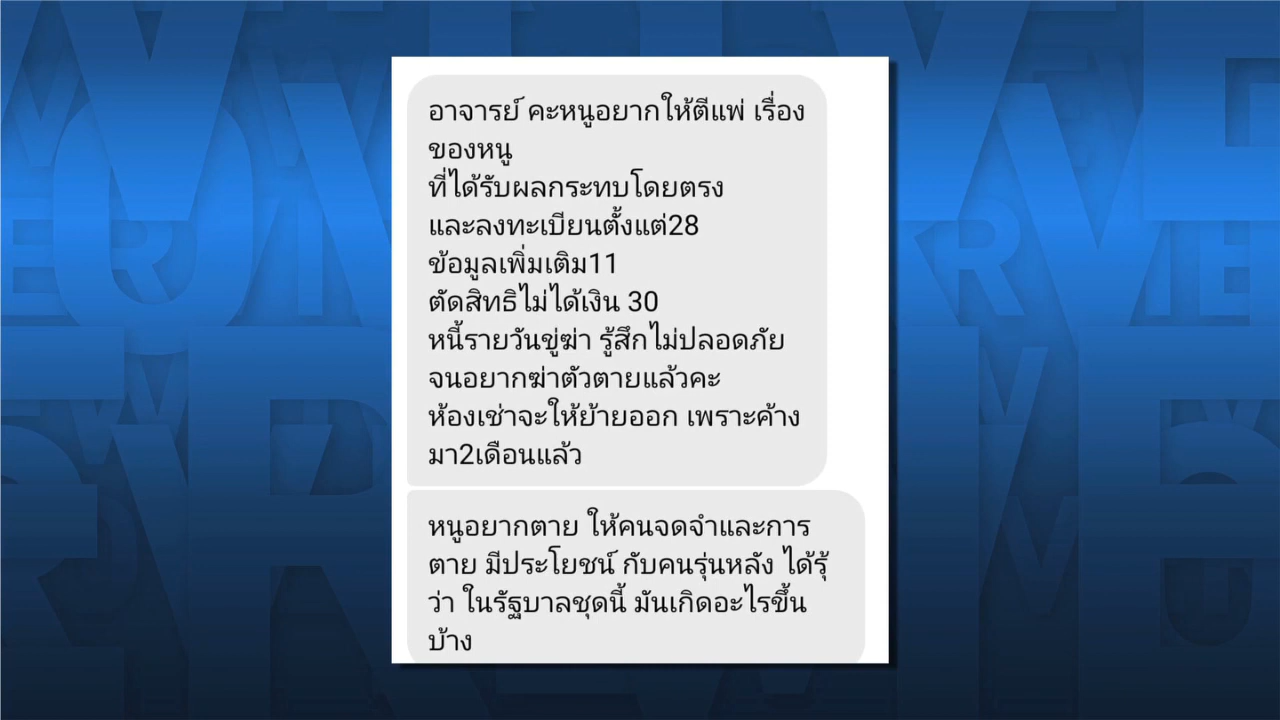 อาจารย์ คะหนูอยากให้ตีแพ่ เรื่อง
ของหนู
ที่ได้รับผลกระทบโดยตรง
และลงทะเบียนตั้งแต่28
ข้อมูลเพิ่มเติม11
ตัดสิทธิไม่ได้เงิน 30
หนี้รายวันขู่ฆ่า รู้สึกไม่ปลอดภัย
จนอยากฆ่าตัวตายแล้วคะ
ห้องเช่าจะให้ย้ายออก เพราะค้าง
มา2เดือนแล้ว
หนูอยากตาย ให้คนจดจำและการ
ตาย มีประโยชน์ กับคนรุ่นหลัง ได้รุ้
ว่า ในรัฐบาลชุดนี้ มันเกิดอะไรขึ้น
บ้าง